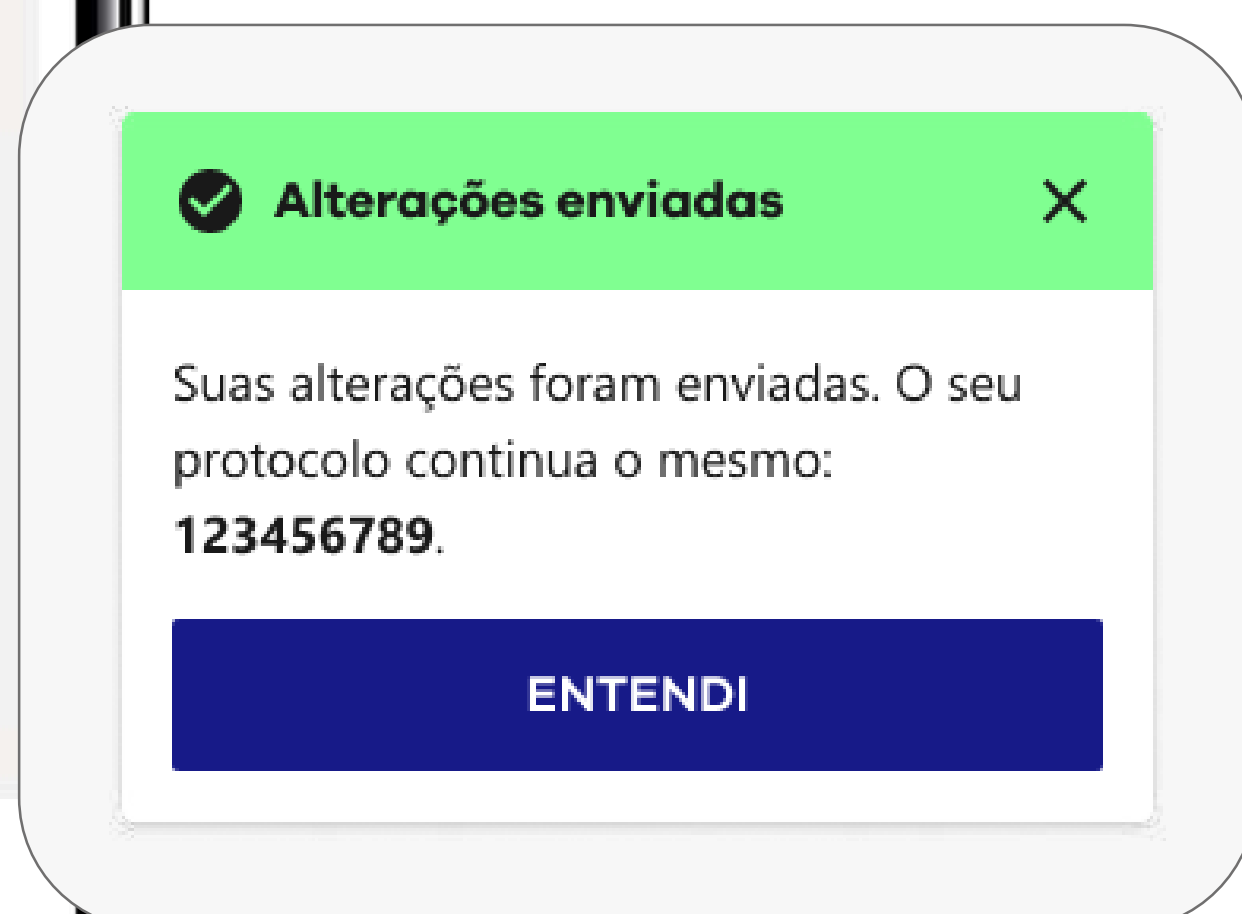 Alterações enviadas
Suas alterações foram enviadas. O seu
protocolo continua o mesmo:
123456789.
ENTENDI